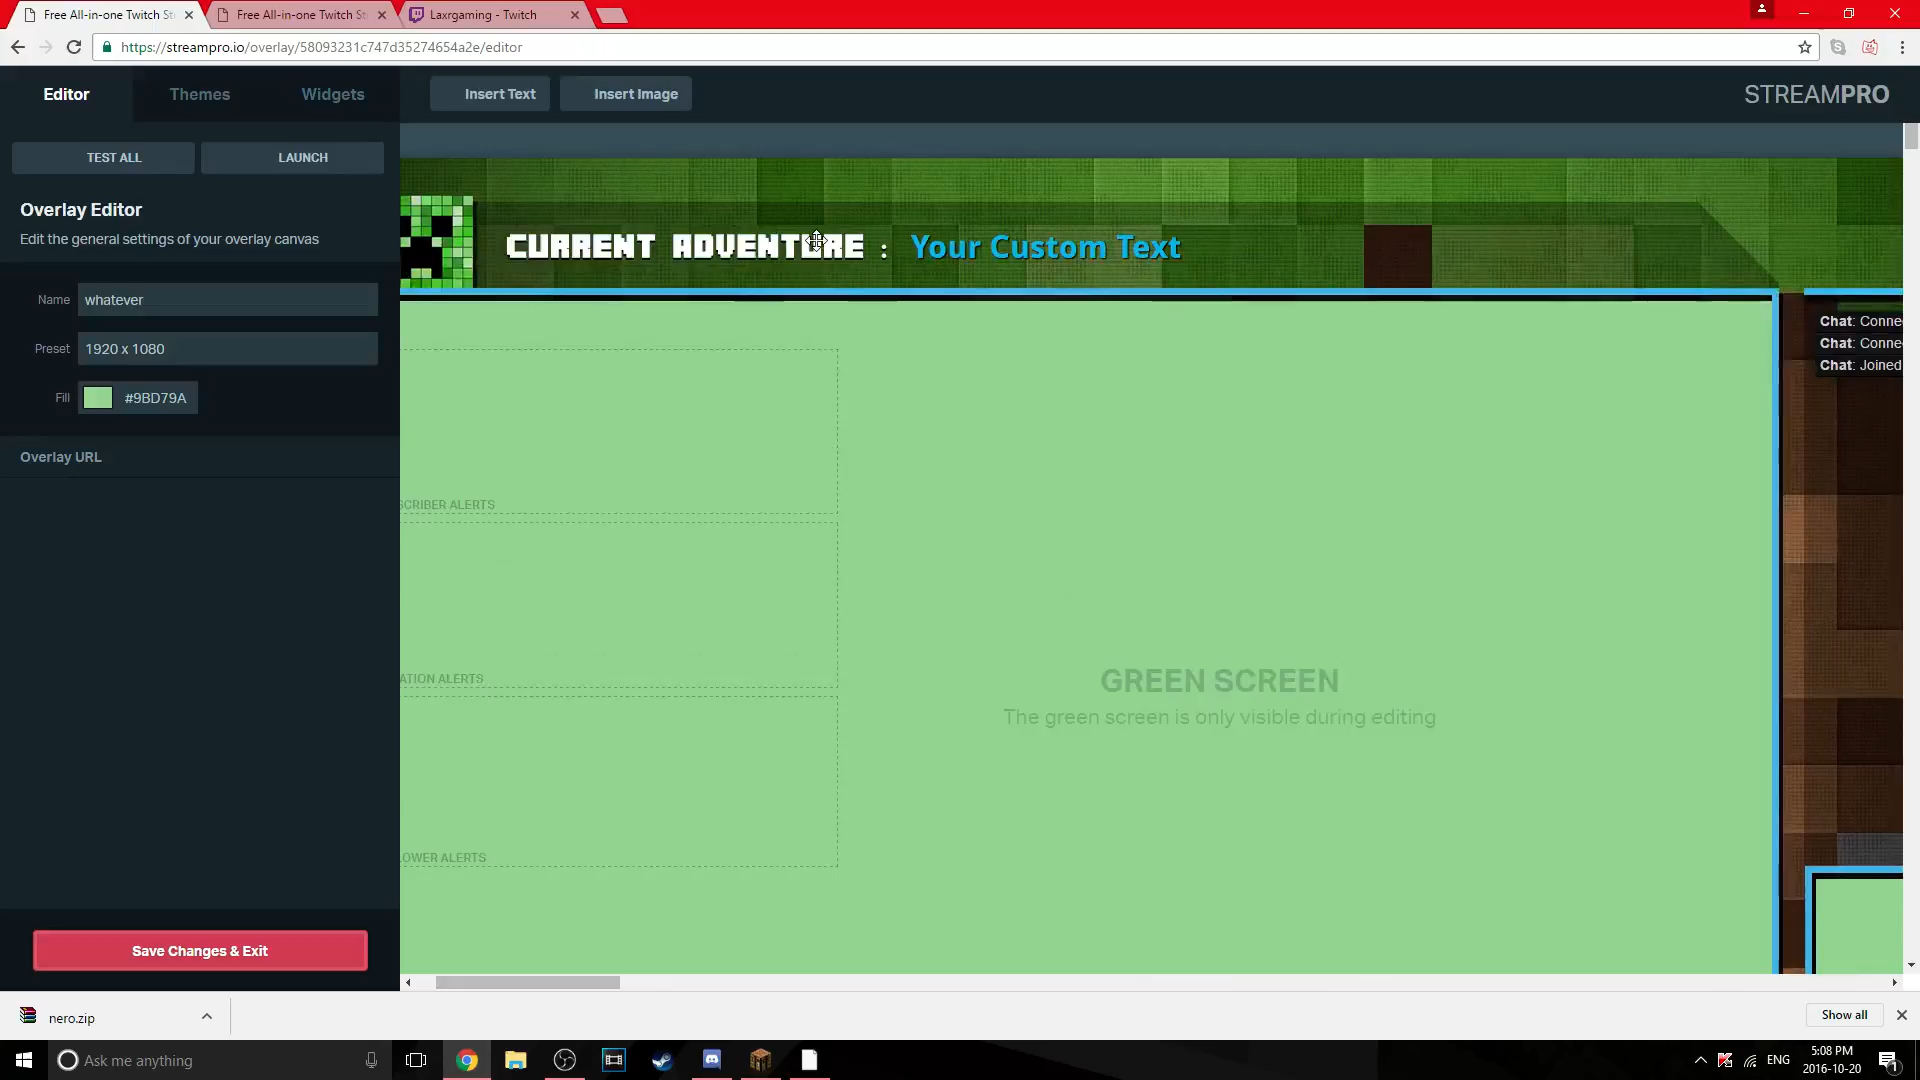 Free All-in-one Twitch St
Free All-in-one Twitch St
Laxrgaming - Twitch
https://streampro.io/overlay/58093231c747d35274654a2e/editor
Editor
Themes
Widgets
Insert Text
Insert Image
STREAMPRO
TEST ALL
LAUNCH
Overlay Editor
Edit the general settings of your overlay canvas
Name
whatever
Preset
1920 x 1080
Fill
#9BD79A
Overlay URL
Save Changes & Exit
CURRENT ADVENTURE : Your Custom Text
Chat: Conne
Chat: Conne
Chat: Joined
SCRIBER ALERTS
ATION ALERTS
LOWER ALERTS
GREEN SCREEN
The green screen is only visible during editing
nero.zip
Show all
Ask me anything
ENG
5:08 PM
2016-10-20
1